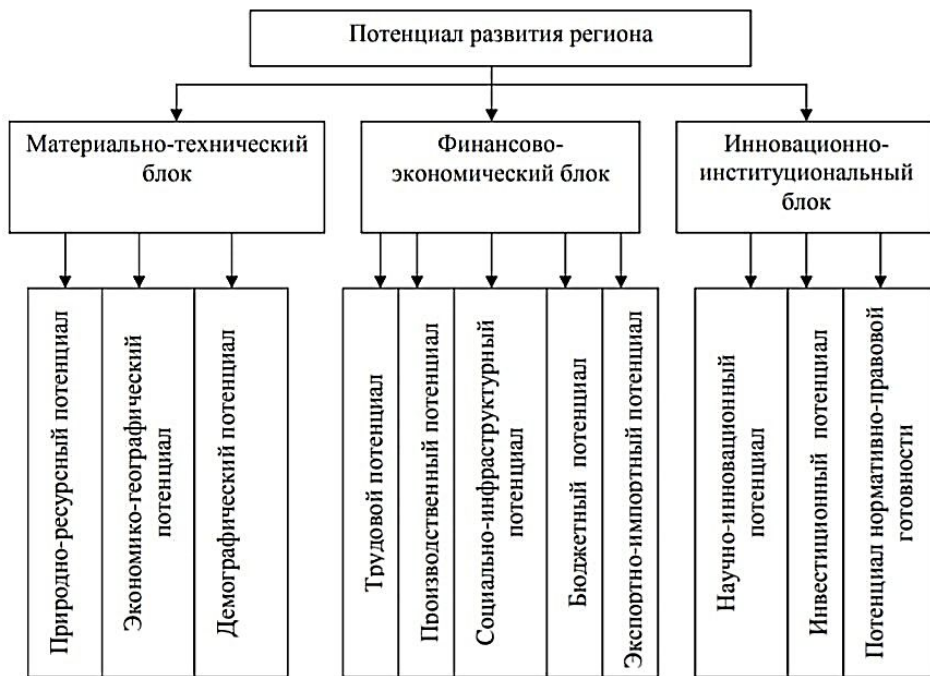 Потенциал развития региона
Материально-технический
блок
Финансово-
экономический блок
Инновационно-
институциональный
блок
Природно-ресурсный потенциал
Экономико-географический
потенциал
Демографический потенциал
Трудовой потенциал
Производственный потенциал
Социально-инфраструктурный
потенциал
Бюджетный потенциал
Экспортно-импортный потенциал
Научно-инновационный
потенциал
Инвестиционный потенциал
Потенциал нормативно-правовой
готовности